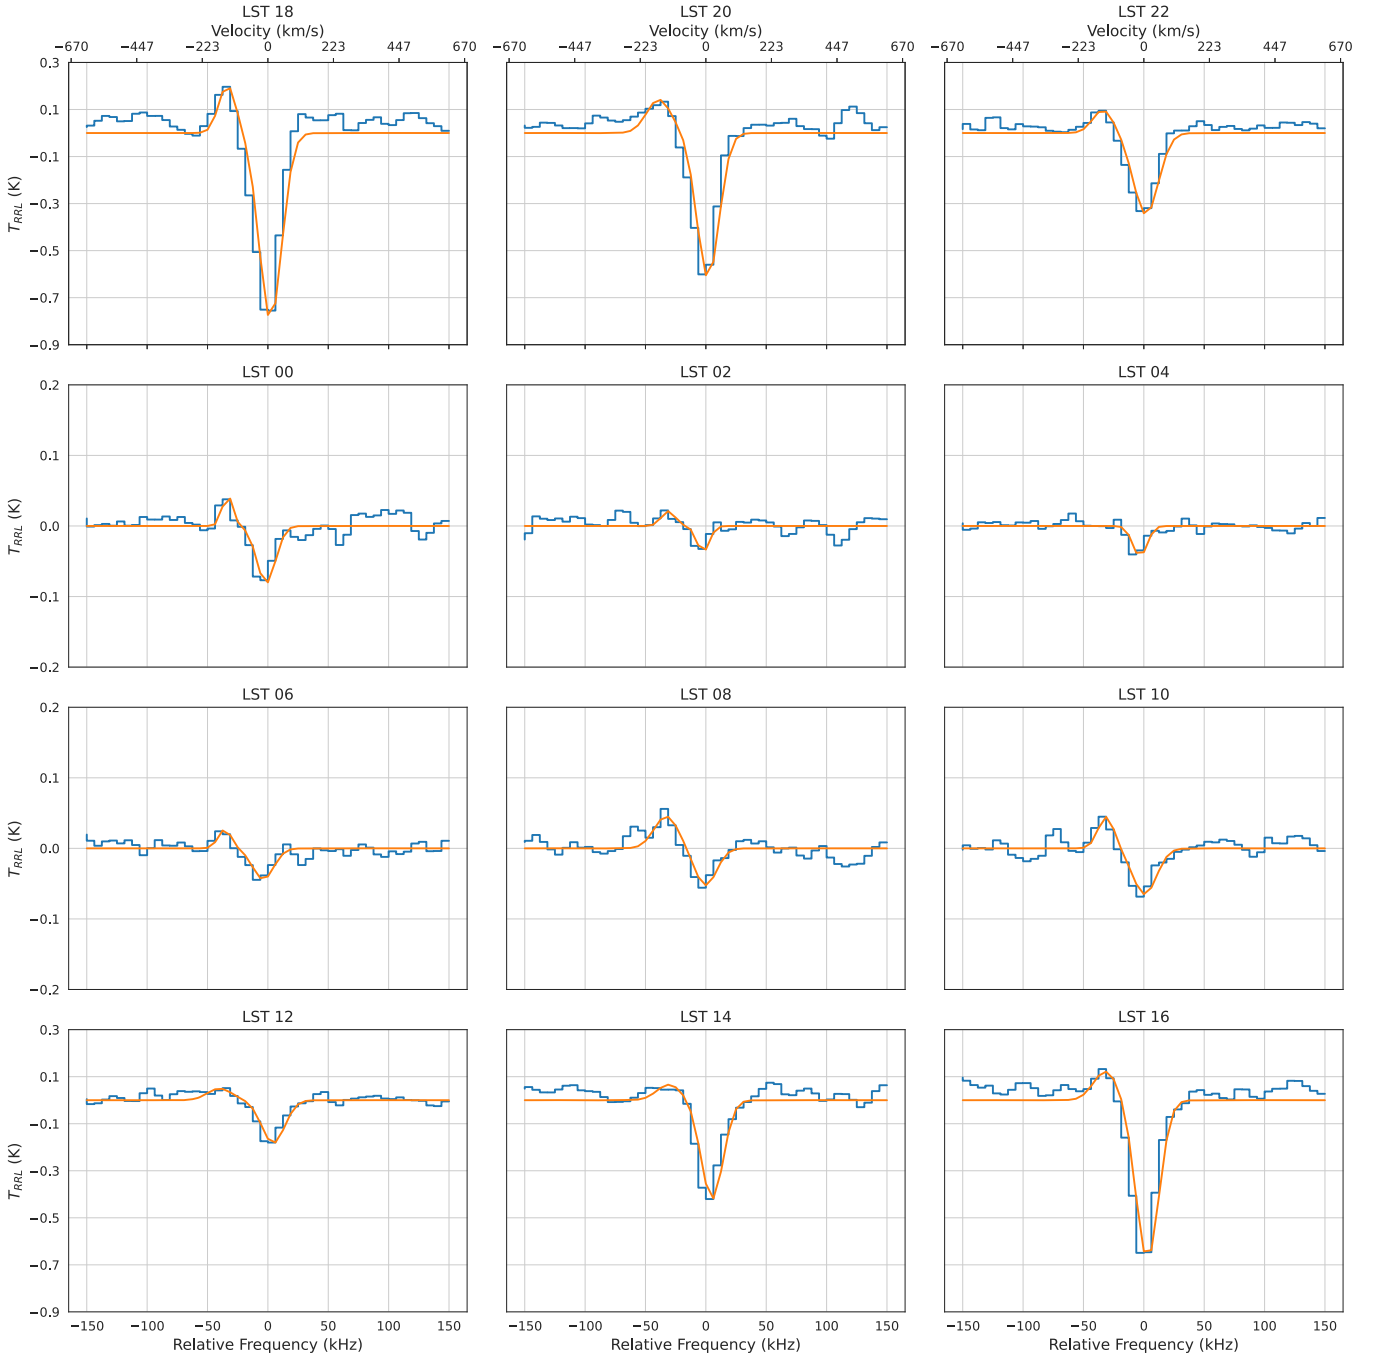 LST 18 LST 20 LST 22
Velocity (km/s) Velocity (km/s) Velocity (km/s)
−670 −447 −223 0 223 447 670 −670 −447 −223 0 223 447 670 −670 −447 −223 0 223 447 670
0.3
0.1
−0.1
−0.3
−0.5
−0.7
−0.9
T_RRL (K)
LST 00 LST 02 LST 04
0.2
0.1
0.0
−0.1
−0.2
T_RRL (K)
LST 06 LST 08 LST 10
0.2
0.1
0.0
−0.1
−0.2
T_RRL (K)
LST 12 LST 14 LST 16
0.3
0.1
−0.1
−0.3
−0.5
−0.7
−0.9
T_RRL (K)
−150 −100 −50 0 50 100 150 −150 −100 −50 0 50 100 150 −150 −100 −50 0 50 100 150
Relative Frequency (kHz) Relative Frequency (kHz) Relative Frequency (kHz)